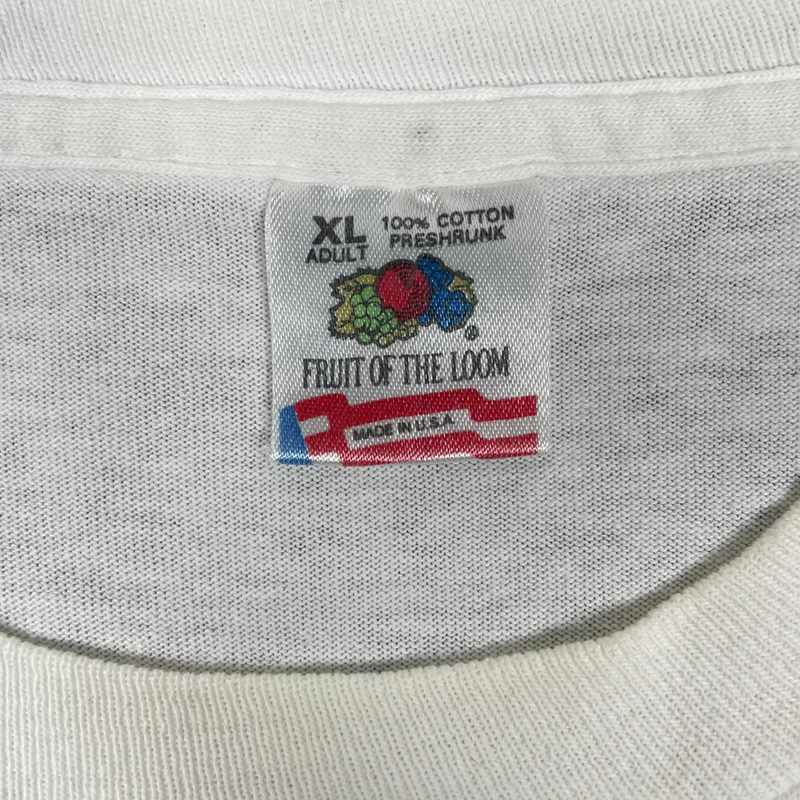 XL 100% COTTON
ADULT PRESHRUNK
®
FRUIT OF THE LOOM
MADE IN U.S.A.